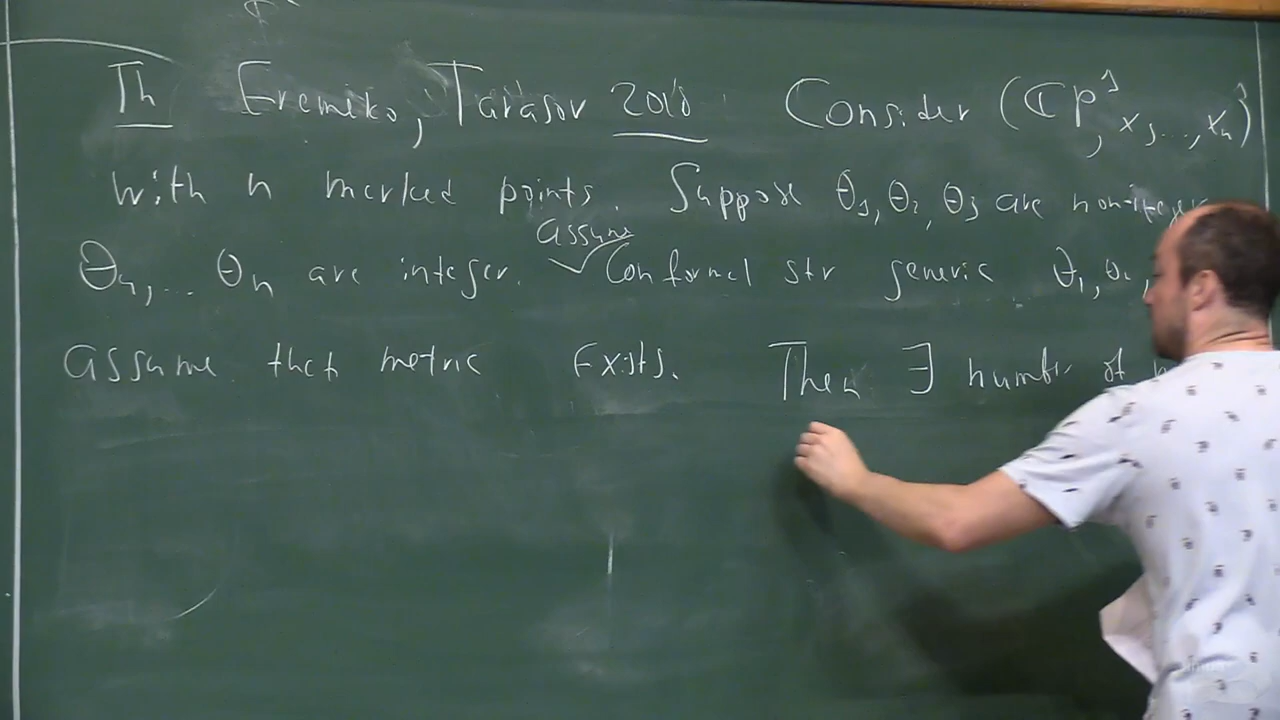 Th Eremiko, Tarasov 2018 Consider (CP¹, x₁, ..., xₙ)
with n marked points. Suppose θ₁, θ₂, θ₃ are non-integer
assume
θ₄, ... θₙ are integer. Conformal str generic θ₁, θ₂,
assume that metric exists. Then ∃ number of